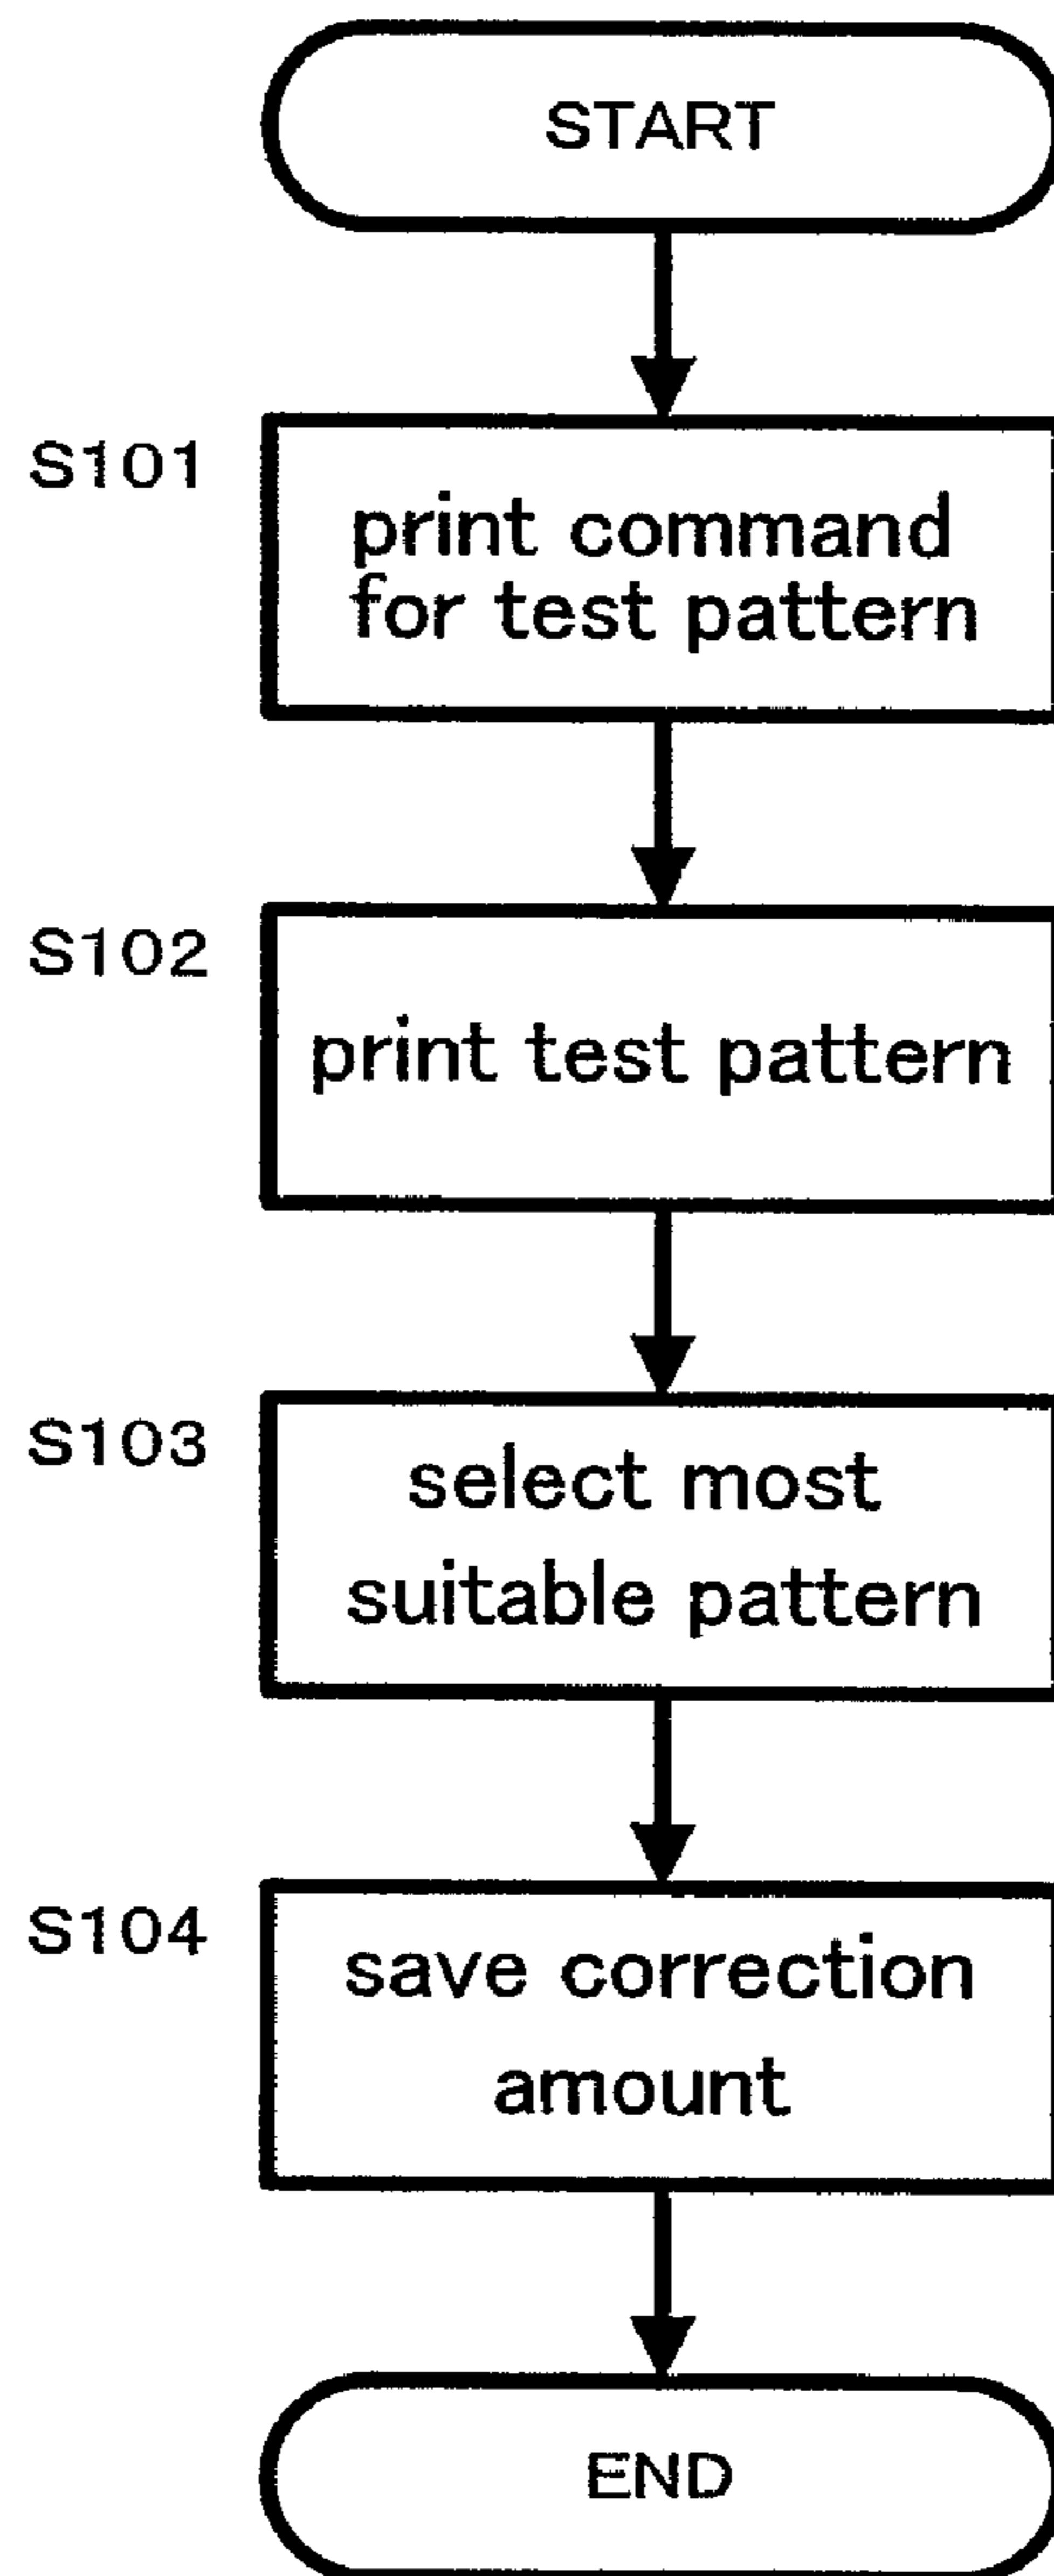 START
S101
print command
for test pattern
S102
print test pattern
S103
select most
suitable pattern
S104
save correction
amount
END